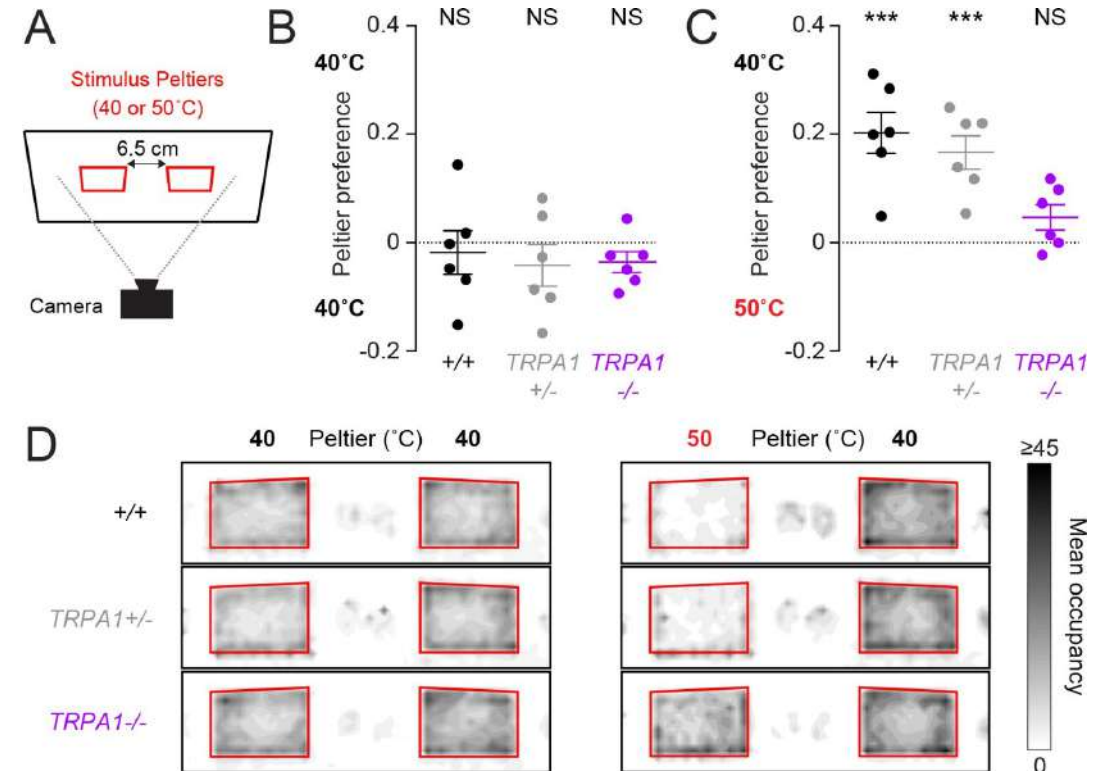 A
Stimulus Peltiers
(40 or 50˚C)
6.5 cm
Camera
B
NS NS NS
0.4
40˚C
0.2
Peltier preference
0
40˚C
-0.2
+/+ TRPA1 TRPA1
+/- -/-
C
*** *** NS
0.4
40˚C
0.2
Peltier preference
0
50˚C
-0.2
+/+ TRPA1 TRPA1
+/- -/-
D
40 Peltier (˚C) 40
50 Peltier (˚C) 40
+/+
TRPA1+/-
TRPA1-/-
≥45
Mean occupancy
0